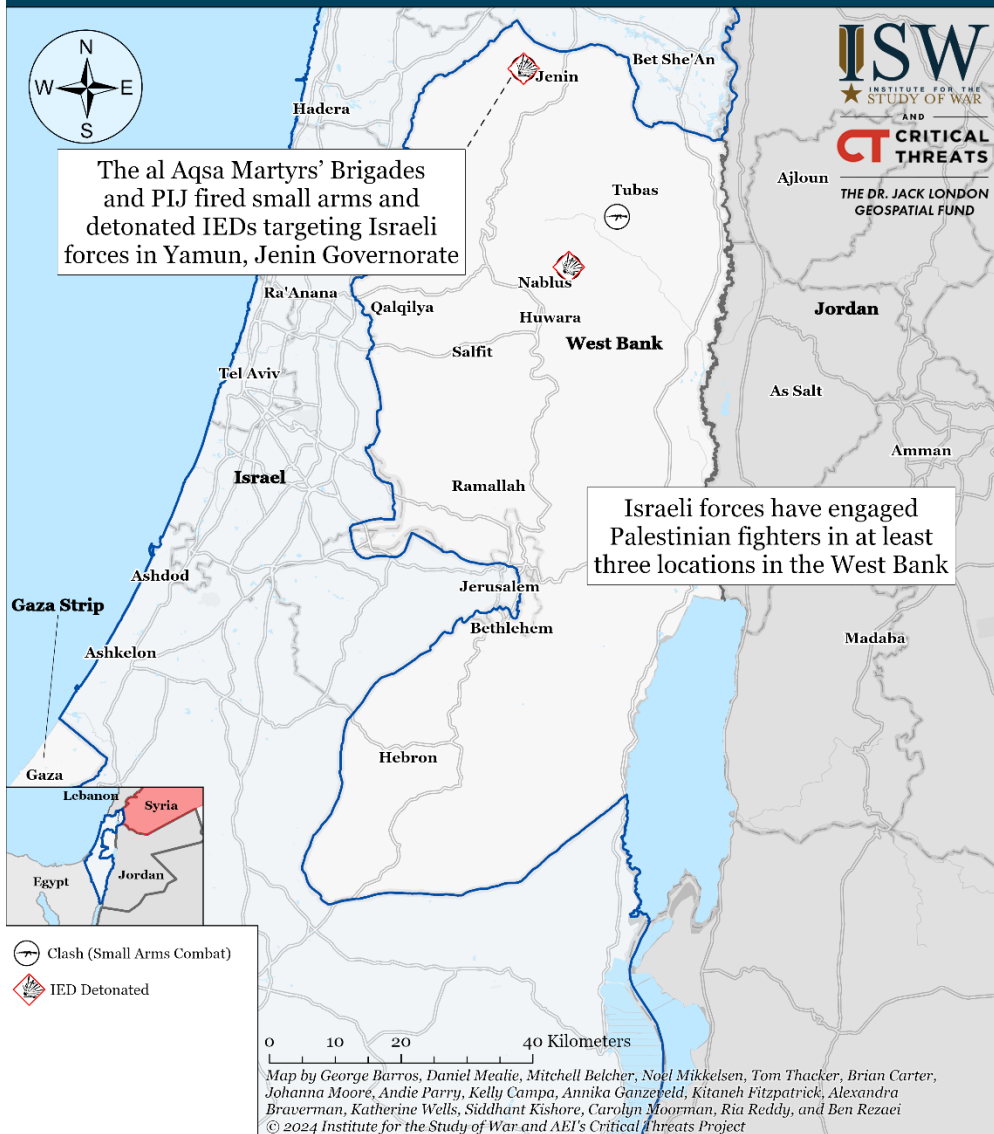 N
W E
S
ISW
INSTITUTE FOR THE
STUDY OF WAR
AND
CT CRITICAL
THREATS
THE DR. JACK LONDON
GEOSPATIAL FUND
Jenin
Bet She'An
Hadera
The al Aqsa Martyrs' Brigades
and PIJ fired small arms and
detonated IEDs targeting Israeli
forces in Yamun, Jenin Governorate
Tubas
Ajloun
Nablus
Ra'Anana
Qalqilya
Huwara
Jordan
West Bank
Salfit
Tel Aviv
As Salt
Amman
Israel
Ramallah
Israeli forces have engaged
Palestinian fighters in at least
three locations in the West Bank
Ashdod
Jerusalem
Gaza Strip
Bethlehem
Madaba
Ashkelon
Hebron
Gaza
Lebanon
Syria
Egypt
Jordan
Clash (Small Arms Combat)
IED Detonated
0 10 20 40 Kilometers
Map by George Barros, Daniel Mealie, Mitchell Belcher, Noel Mikkelsen, Tom Thacker, Brian Carter,
Johanna Moore, Andie Parry, Kelly Campa, Annika Ganzeveld, Kitaneh Fitzpatrick, Alexandra
Braverman, Katherine Wells, Siddhant Kishore, Carolyn Moorman, Ria Reddy, and Ben Rezaei
© 2024 Institute for the Study of War and AEI's Critical Threats Project